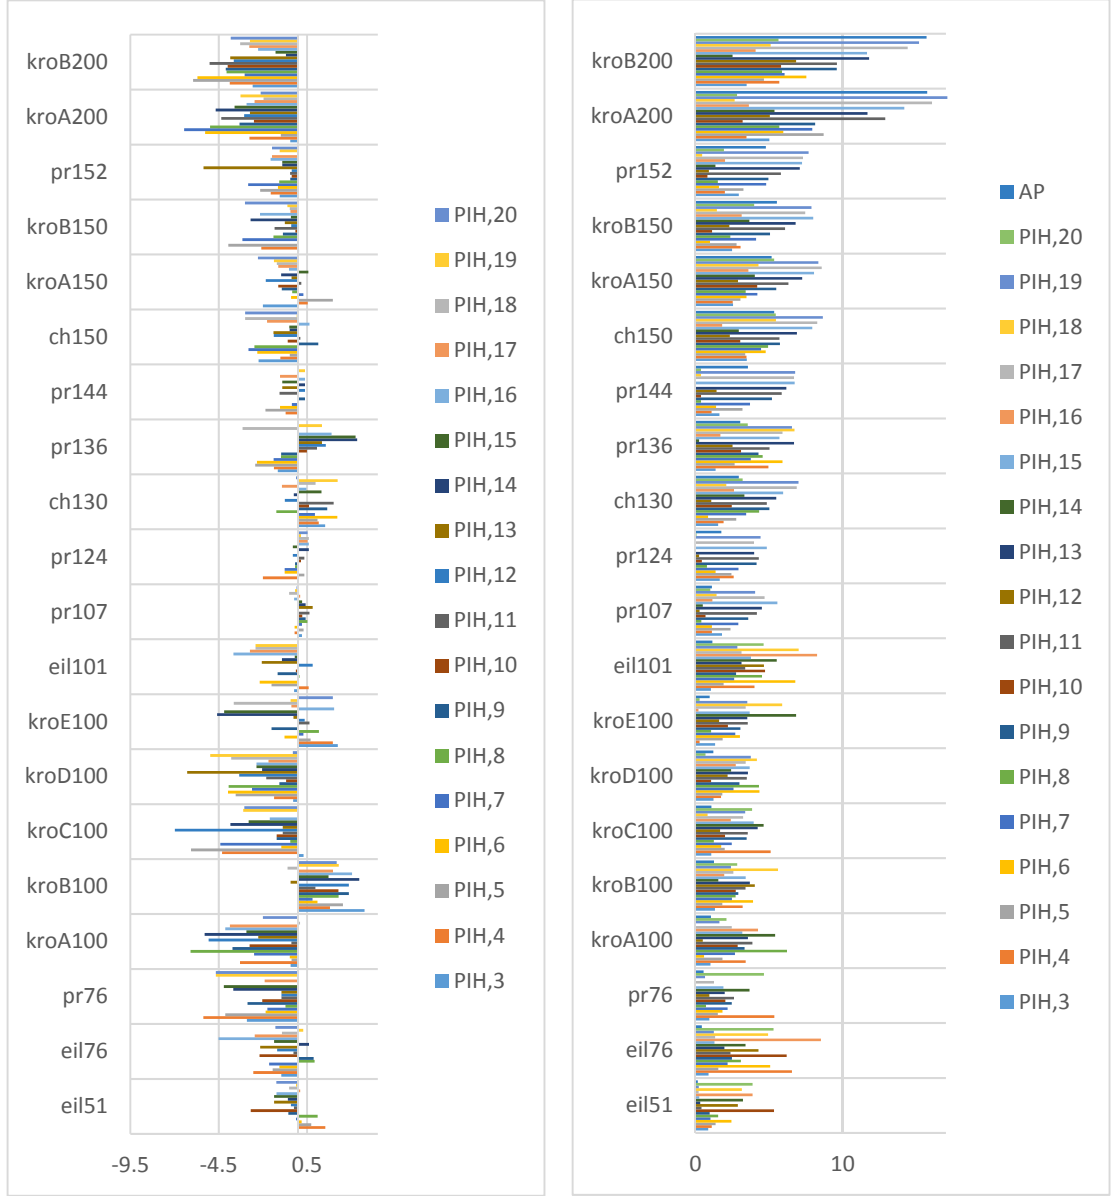 kroB200
kroA200
pr152
kroB150
kroA150
ch150
pr144
pr136
ch130
pr124
pr107
eil101
kroE100
kroD100
kroC100
kroB100
kroA100
pr76
eil76
eil51
-9.5 -4.5 0.5
PIH,20
PIH,19
PIH,18
PIH,17
PIH,16
PIH,15
PIH,14
PIH,13
PIH,12
PIH,11
PIH,10
PIH,9
PIH,8
PIH,7
PIH,6
PIH,5
PIH,4
PIH,3
kroB200
kroA200
pr152
kroB150
kroA150
ch150
pr144
pr136
ch130
pr124
pr107
eil101
kroE100
kroD100
kroC100
kroB100
kroA100
pr76
eil76
eil51
0 10
AP
PIH,20
PIH,19
PIH,18
PIH,17
PIH,16
PIH,15
PIH,14
PIH,13
PIH,12
PIH,11
PIH,10
PIH,9
PIH,8
PIH,7
PIH,6
PIH,5
PIH,4
PIH,3